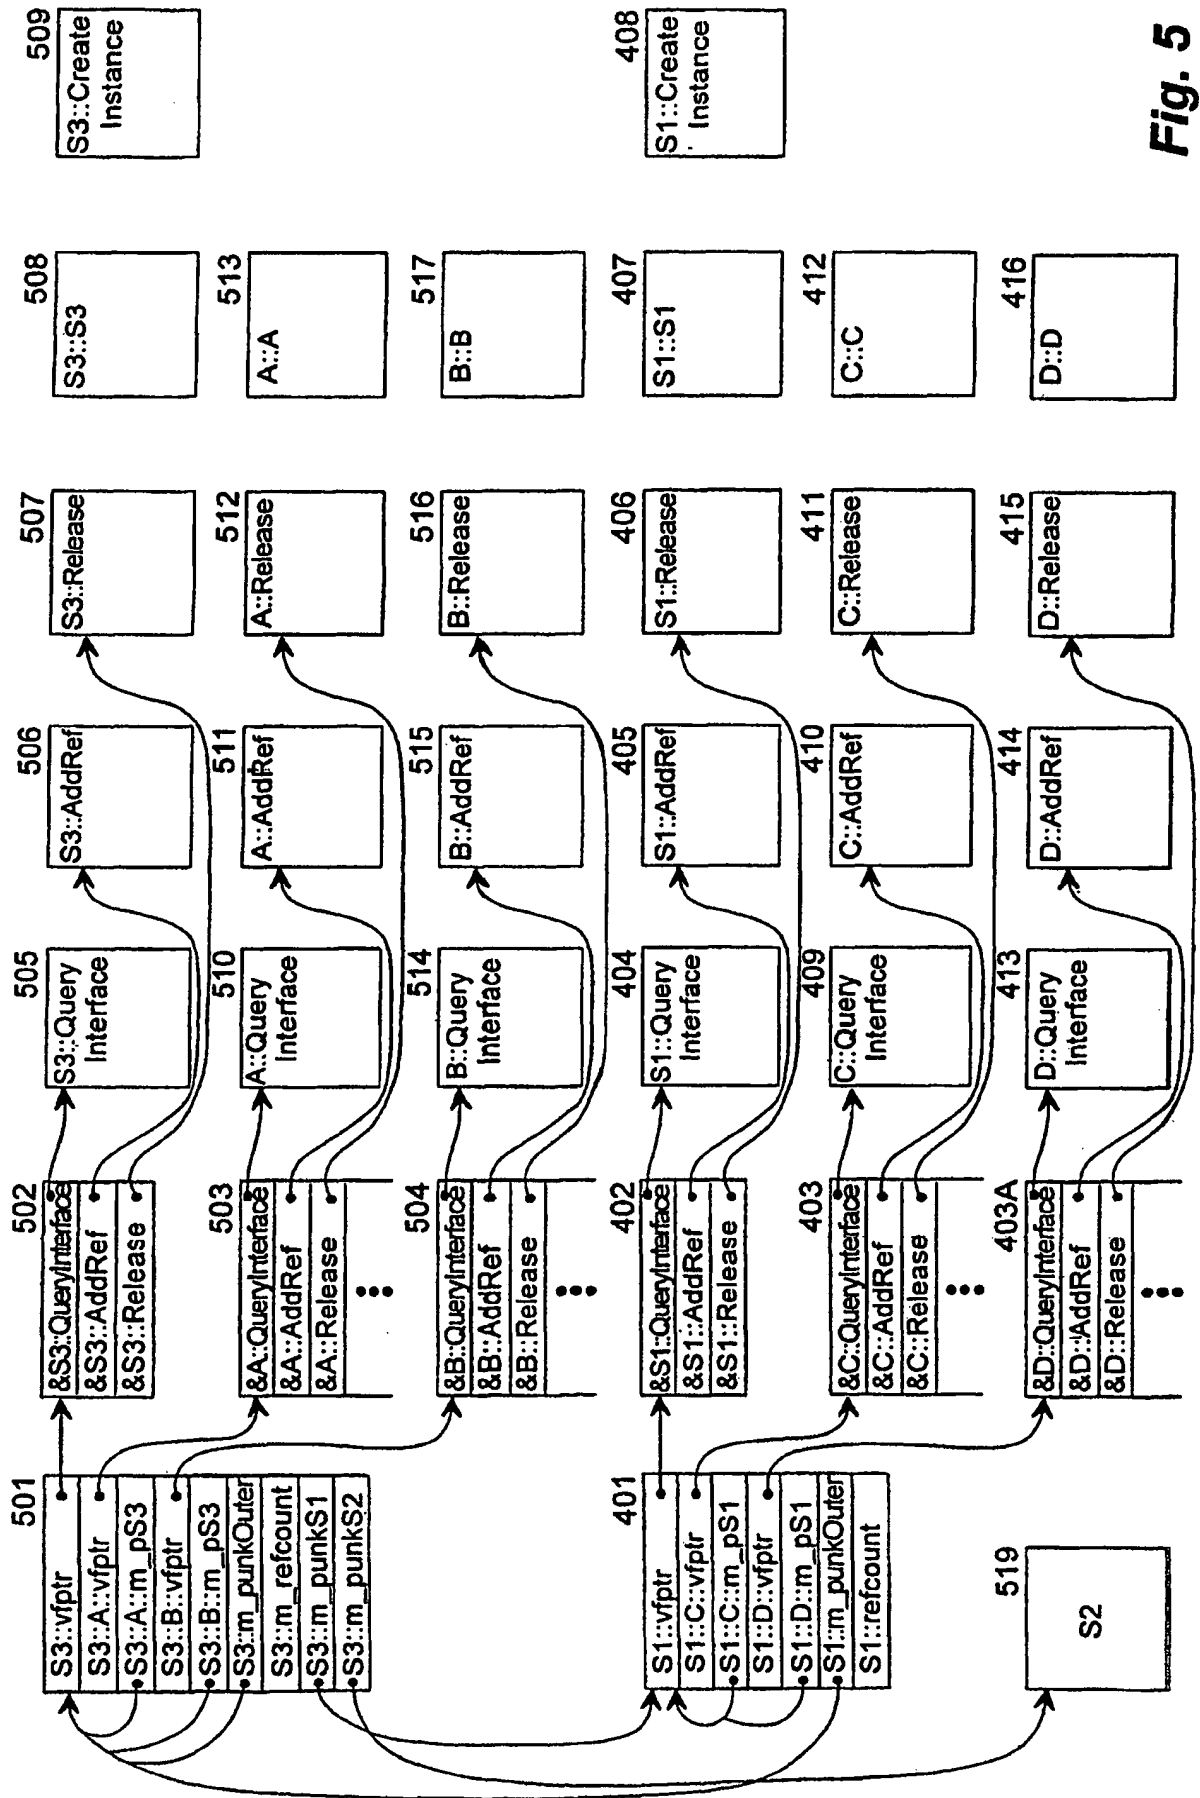 501
S3::vfptr
S3::A::vfptr
S3::A::m_pS3
S3::B::vfptr
S3::B::m_pS3
S3::m_punkOuter
S3::m_refcount
S3::m_punkS1
S3::m_punkS2
502
&S3::QueryInterface
&S3::AddRef
&S3::Release
505
S3::Query
Interface
506
S3::AddRef
507
S3::Release
508
S3::S3
509
S3::Create
Instance
503
&A::QueryInterface
&A::AddRef
&A::Release
510
A::Query
Interface
511
A::AddRef
512
A::Release
513
A::A
504
&B::QueryInterface
&B::AddRef
&B::Release
514
B::Query
Interface
515
B::AddRef
516
B::Release
517
B::B
401
S1::vfptr
S1::C::vfptr
S1::C::m_pS1
S1::D::vfptr
S1::D::m_pS1
S1::m_punkOuter
S1::refcount
402
&S1::QueryInterface
&S1::AddRef
&S1::Release
404
S1::Query
Interface
405
S1::AddRef
406
S1::Release
407
S1::S1
408
S1::Create
Instance
403
&C::QueryInterface
&C::AddRef
&C::Release
409
C::Query
Interface
410
C::AddRef
411
C::Release
412
C::C
519
S2
403A
&D::QueryInterface
&D::AddRef
&D::Release
413
D::Query
Interface
414
D::AddRef
415
D::Release
416
D::D
Fig. 5